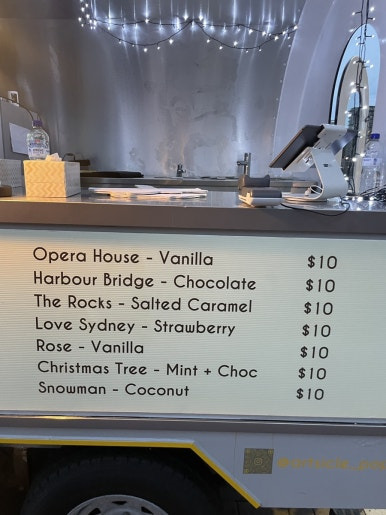 Opera House - Vanilla $10
Harbour Bridge - Chocolate $10
The Rocks - Salted Caramel $10
Love Sydney - Strawberry $10
Rose - Vanilla $10
Christmas Tree - Mint + Choc $10
Snowman - Coconut $10